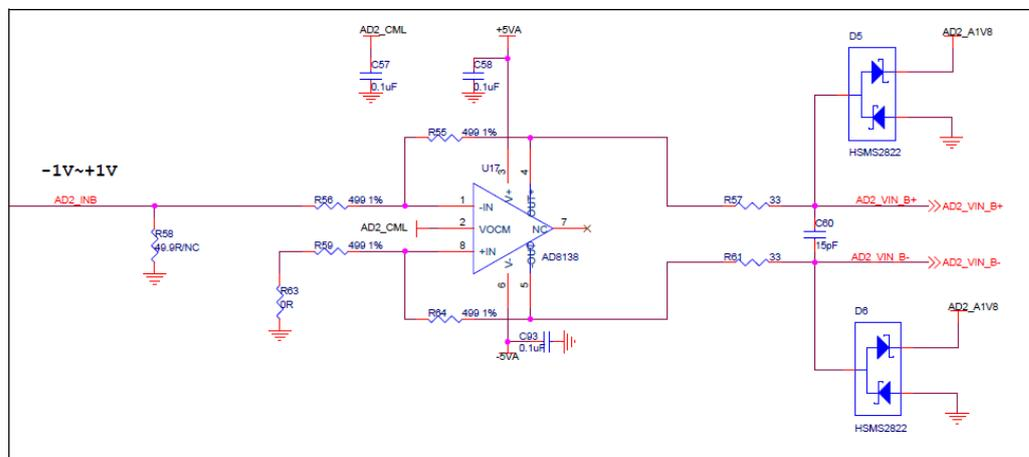 AD2_CML
+5VA
D5
AD2_A1V8
C57
0.1uF
C58
0.1uF
HSMS2822
R55 499 1%
U17
3
4
V+
OUT+
-1V~+1V
AD2_INB
R56 499 1%
1
-IN
R57 33
AD2_VIN_B+
AD2_VIN_B+
R58
49.9R/NC
AD2_CML
2
VOCM
NC
7
C60
15pF
R59 499 1%
8
+IN
AD8138
R61 33
AD2_VIN_B-
AD2_VIN_B-
V-
6
5
R63
0R
R64 499 1%
C93
0.1uF
-5VA
D6
AD2_A1V8
HSMS2822